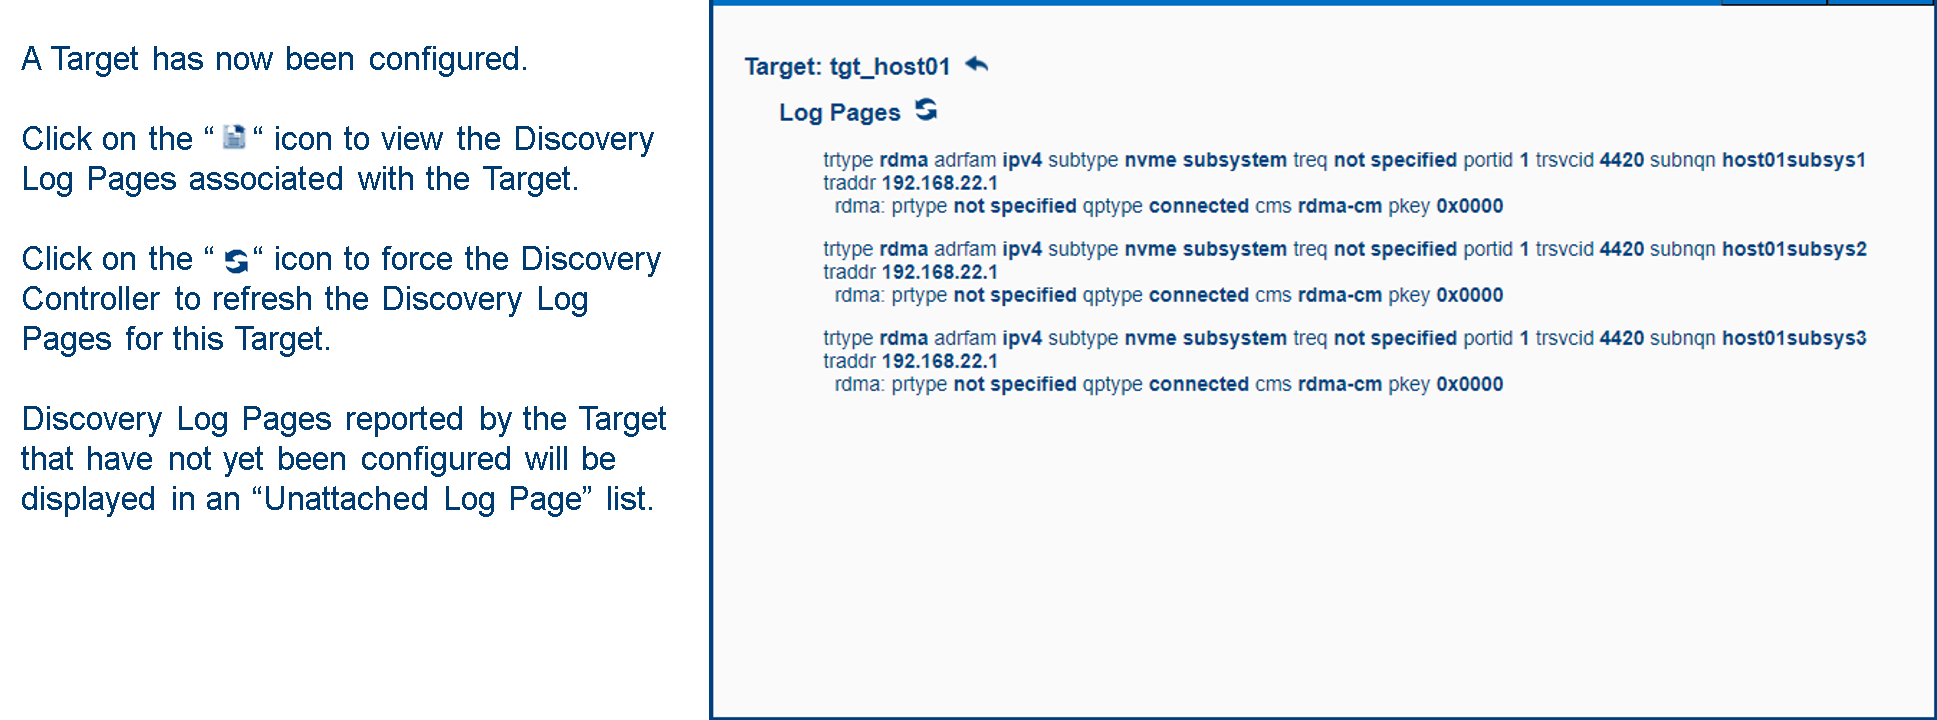 A Target has now been configured.
Click on the “ “ icon to view the Discovery
Log Pages associated with the Target.
Click on the “ “ icon to force the Discovery
Controller to refresh the Discovery Log
Pages for this Target.
Discovery Log Pages reported by the Target
that have not yet been configured will be
displayed in an “Unattached Log Page” list.
Target: tgt_host01
Log Pages
trtype rdma adrfam ipv4 subtype nvme subsystem treq not specified portid 1 trsvcid 4420 subnqn host01subsys1
traddr 192.168.22.1
rdma: prtype not specified qptype connected cms rdma-cm pkey 0x0000
trtype rdma adrfam ipv4 subtype nvme subsystem treq not specified portid 1 trsvcid 4420 subnqn host01subsys2
traddr 192.168.22.1
rdma: prtype not specified qptype connected cms rdma-cm pkey 0x0000
trtype rdma adrfam ipv4 subtype nvme subsystem treq not specified portid 1 trsvcid 4420 subnqn host01subsys3
traddr 192.168.22.1
rdma: prtype not specified qptype connected cms rdma-cm pkey 0x0000